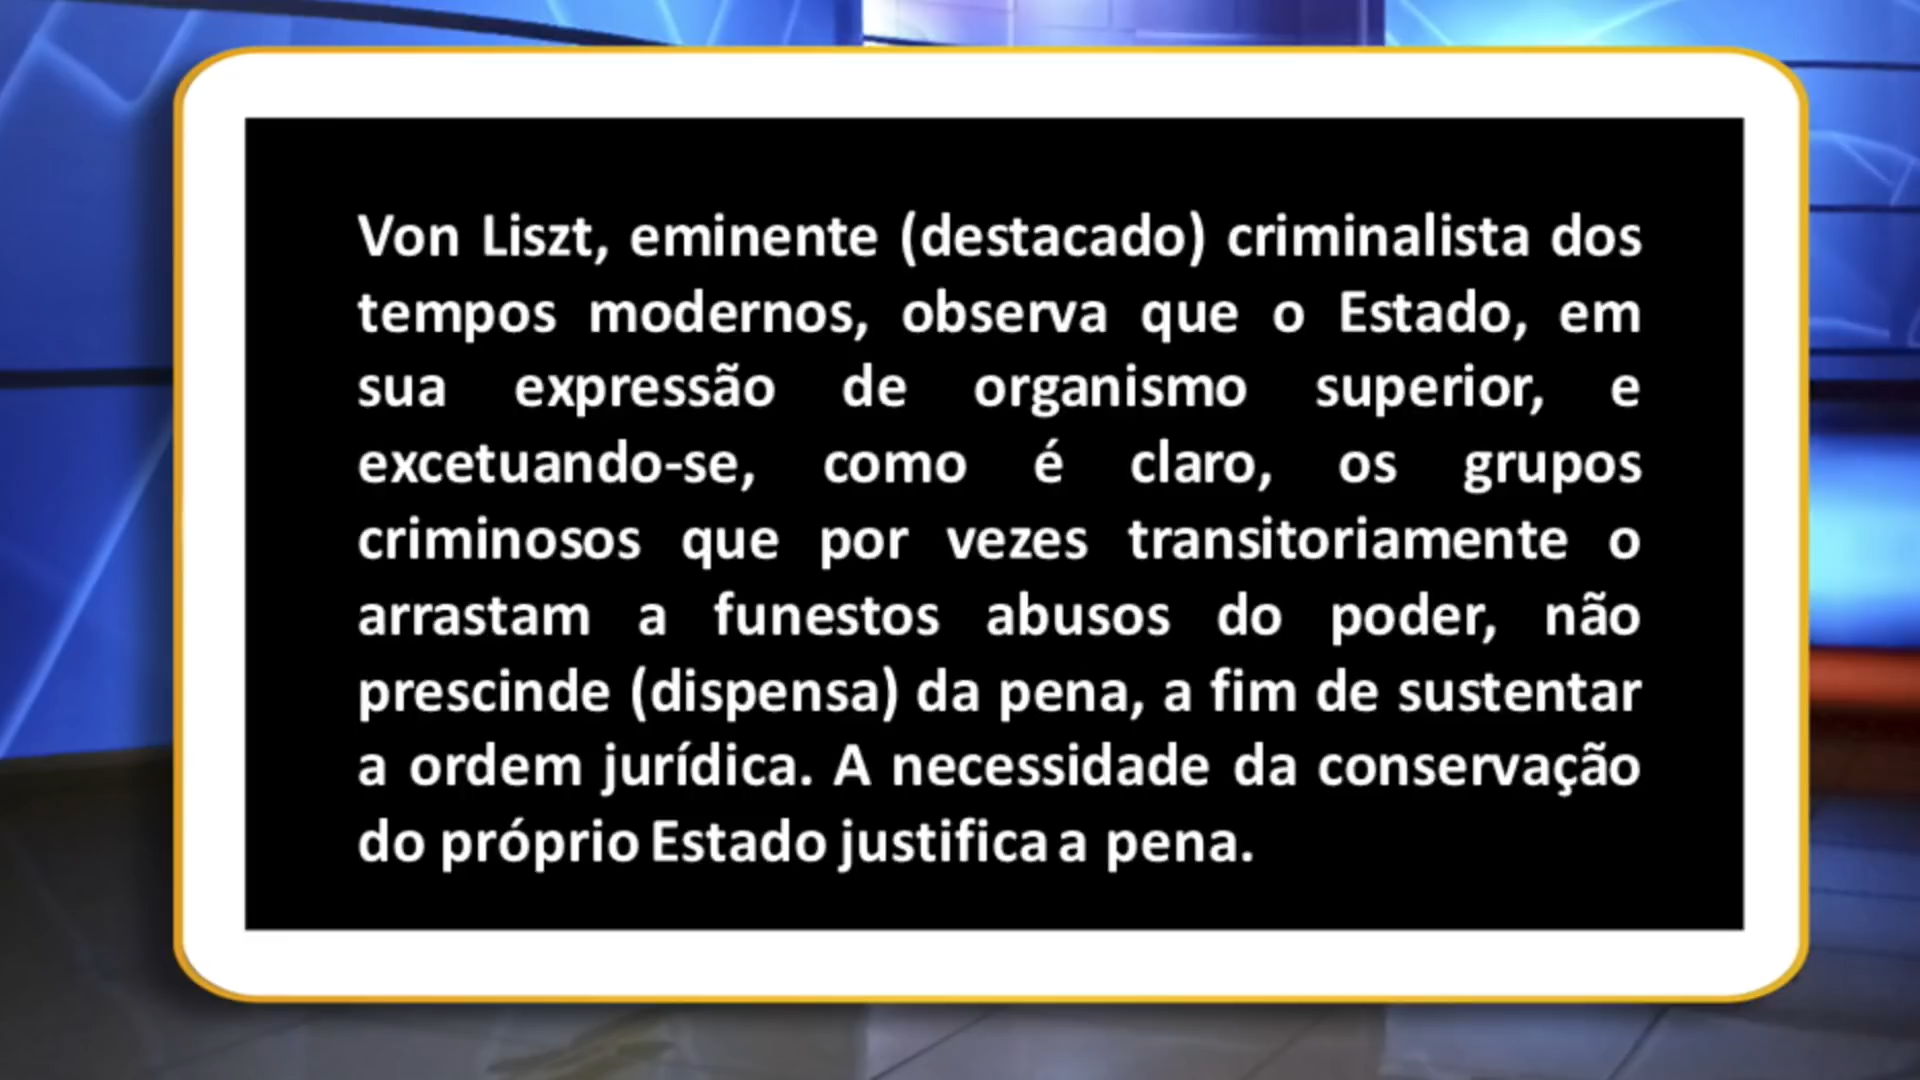 Von Liszt, eminente (destacado) criminalista dos
tempos modernos, observa que o Estado, em
sua expressão de organismo superior, e
excetuando-se, como é claro, os grupos
criminosos que por vezes transitoriamente o
arrastam a funestos abusos do poder, não
prescinde (dispensa) da pena, a fim de sustentar
a ordem jurídica. A necessidade da conservação
do próprio Estado justifica a pena.